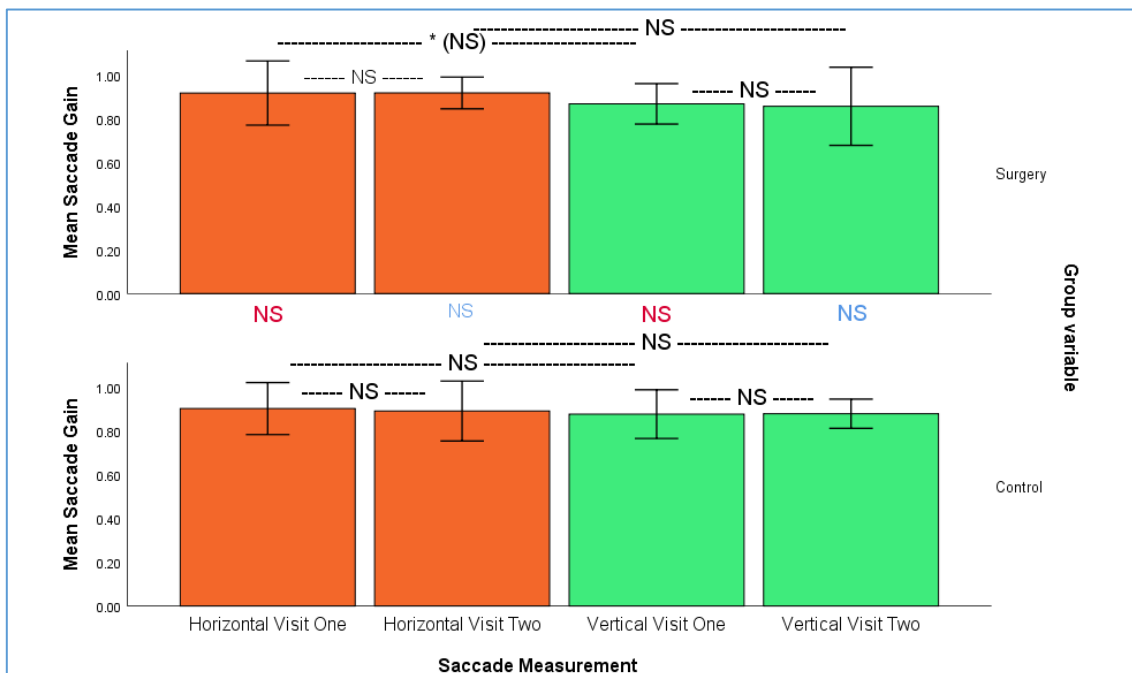 ------------------------ NS ------------------------
--------------------- * (NS) ---------------------
------ NS ------
------ NS ------
Mean Saccade Gain
1.00
0.80
0.60
0.40
0.20
0.00
Surgery
NS NS NS NS
Group variable
------------------------ NS ------------------------
------------------------ NS ------------------------
------ NS ------
------ NS ------
Mean Saccade Gain
1.00
0.80
0.60
0.40
0.20
0.00
Control
Horizontal Visit One Horizontal Visit Two Vertical Visit One Vertical Visit Two
Saccade Measurement